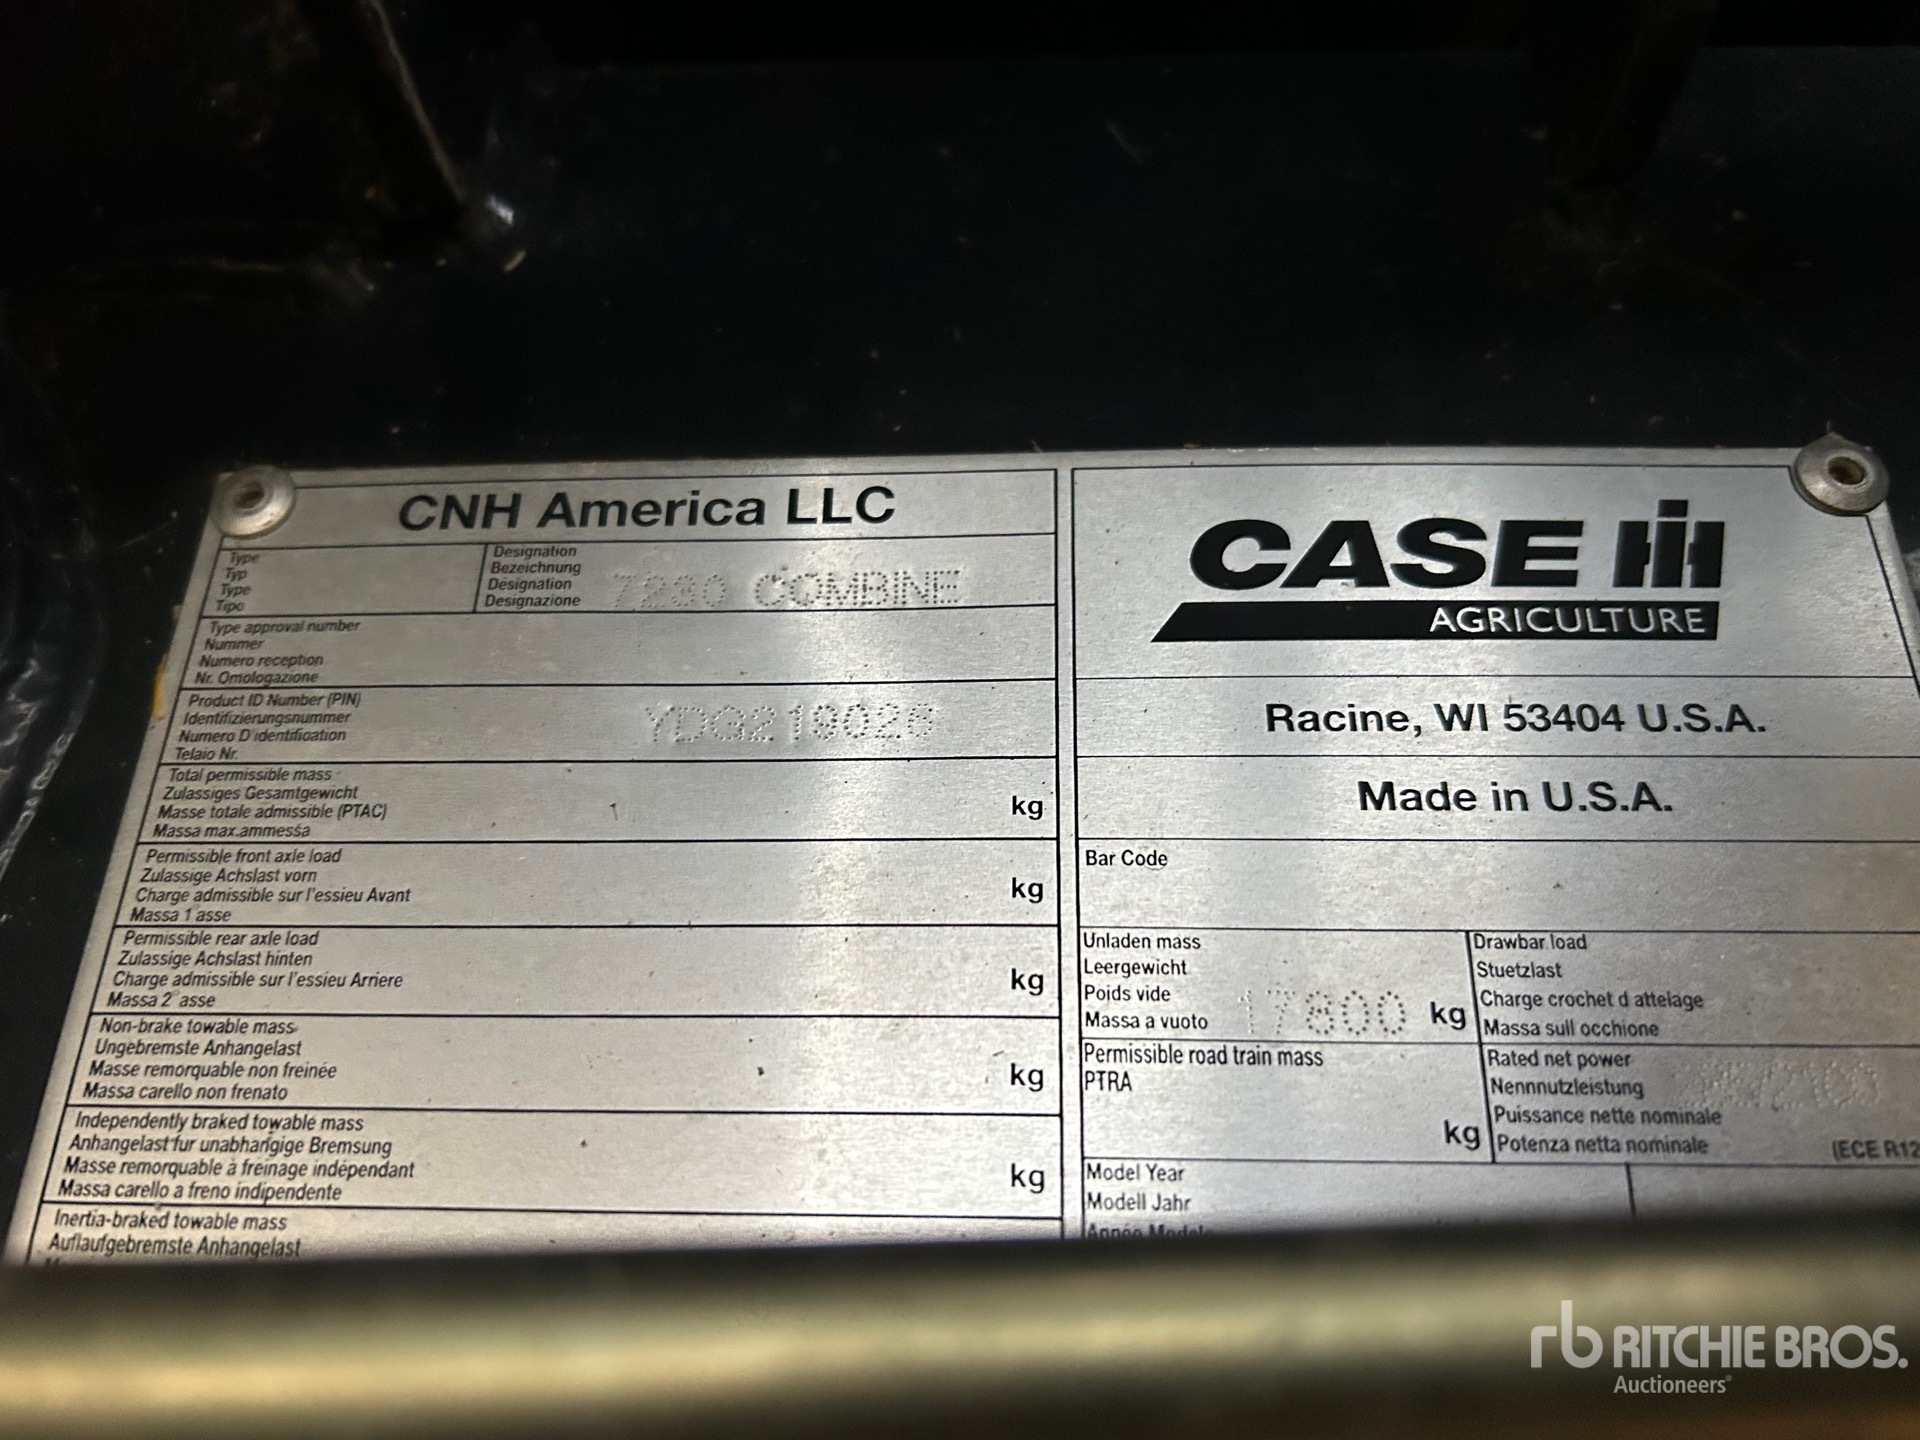 CNH America LLC
Type
Typ
Type
Tipo
Designation
Bezeichnung
Designation
Designazione
7230 COMBINE
Type approval number
Nummer
Numero reception
Nr. Omologazione
Product ID Number (PIN)
Identifizierungsnummer
Numero D'identification
Telaio Nr.
YDG219026
Total permissible mass
Zulassiges Gesamtgewicht
Masse totale admissible (PTAC)
Massa max.ammessa
kg
Permissible front axle load
Zulassige Achslast vorn
Charge admissible sur l'essieu Avant
Massa 1 asse
kg
Permissible rear axle load
Zulassige Achslast hinten
Charge admissible sur l'essieu Arriere
Massa 2° asse
kg
Non-brake towable mass
Ungebremste Anhangelast
Masse remorquable non freinée
Massa carello non frenato
kg
Independently braked towable mass
Anhangelast fur unabhangige Bremsung
Masse remorquable à freinage indépendant
Massa carello a freno indipendente
kg
Inertia-braked towable mass
Auflaufgebremste Anhangelast
CASE IH
AGRICULTURE
Racine, WI 53404 U.S.A.
Made in U.S.A.
Bar Code
Unladen mass
Leergewicht
Poids vide
Massa a vuoto
17800 kg
Drawbar load
Stuetzlast
Charge crochet d attelage
Massa sull occhione
Permissible road train mass
PTRA
kg
Rated net power
Nennnutzleistung
Puissance nette nominale
Potenza netta nominale
(ECE R12
Model Year
Modell Jahr
Année Modele
rb RITCHIE BROS.
Auctioneers